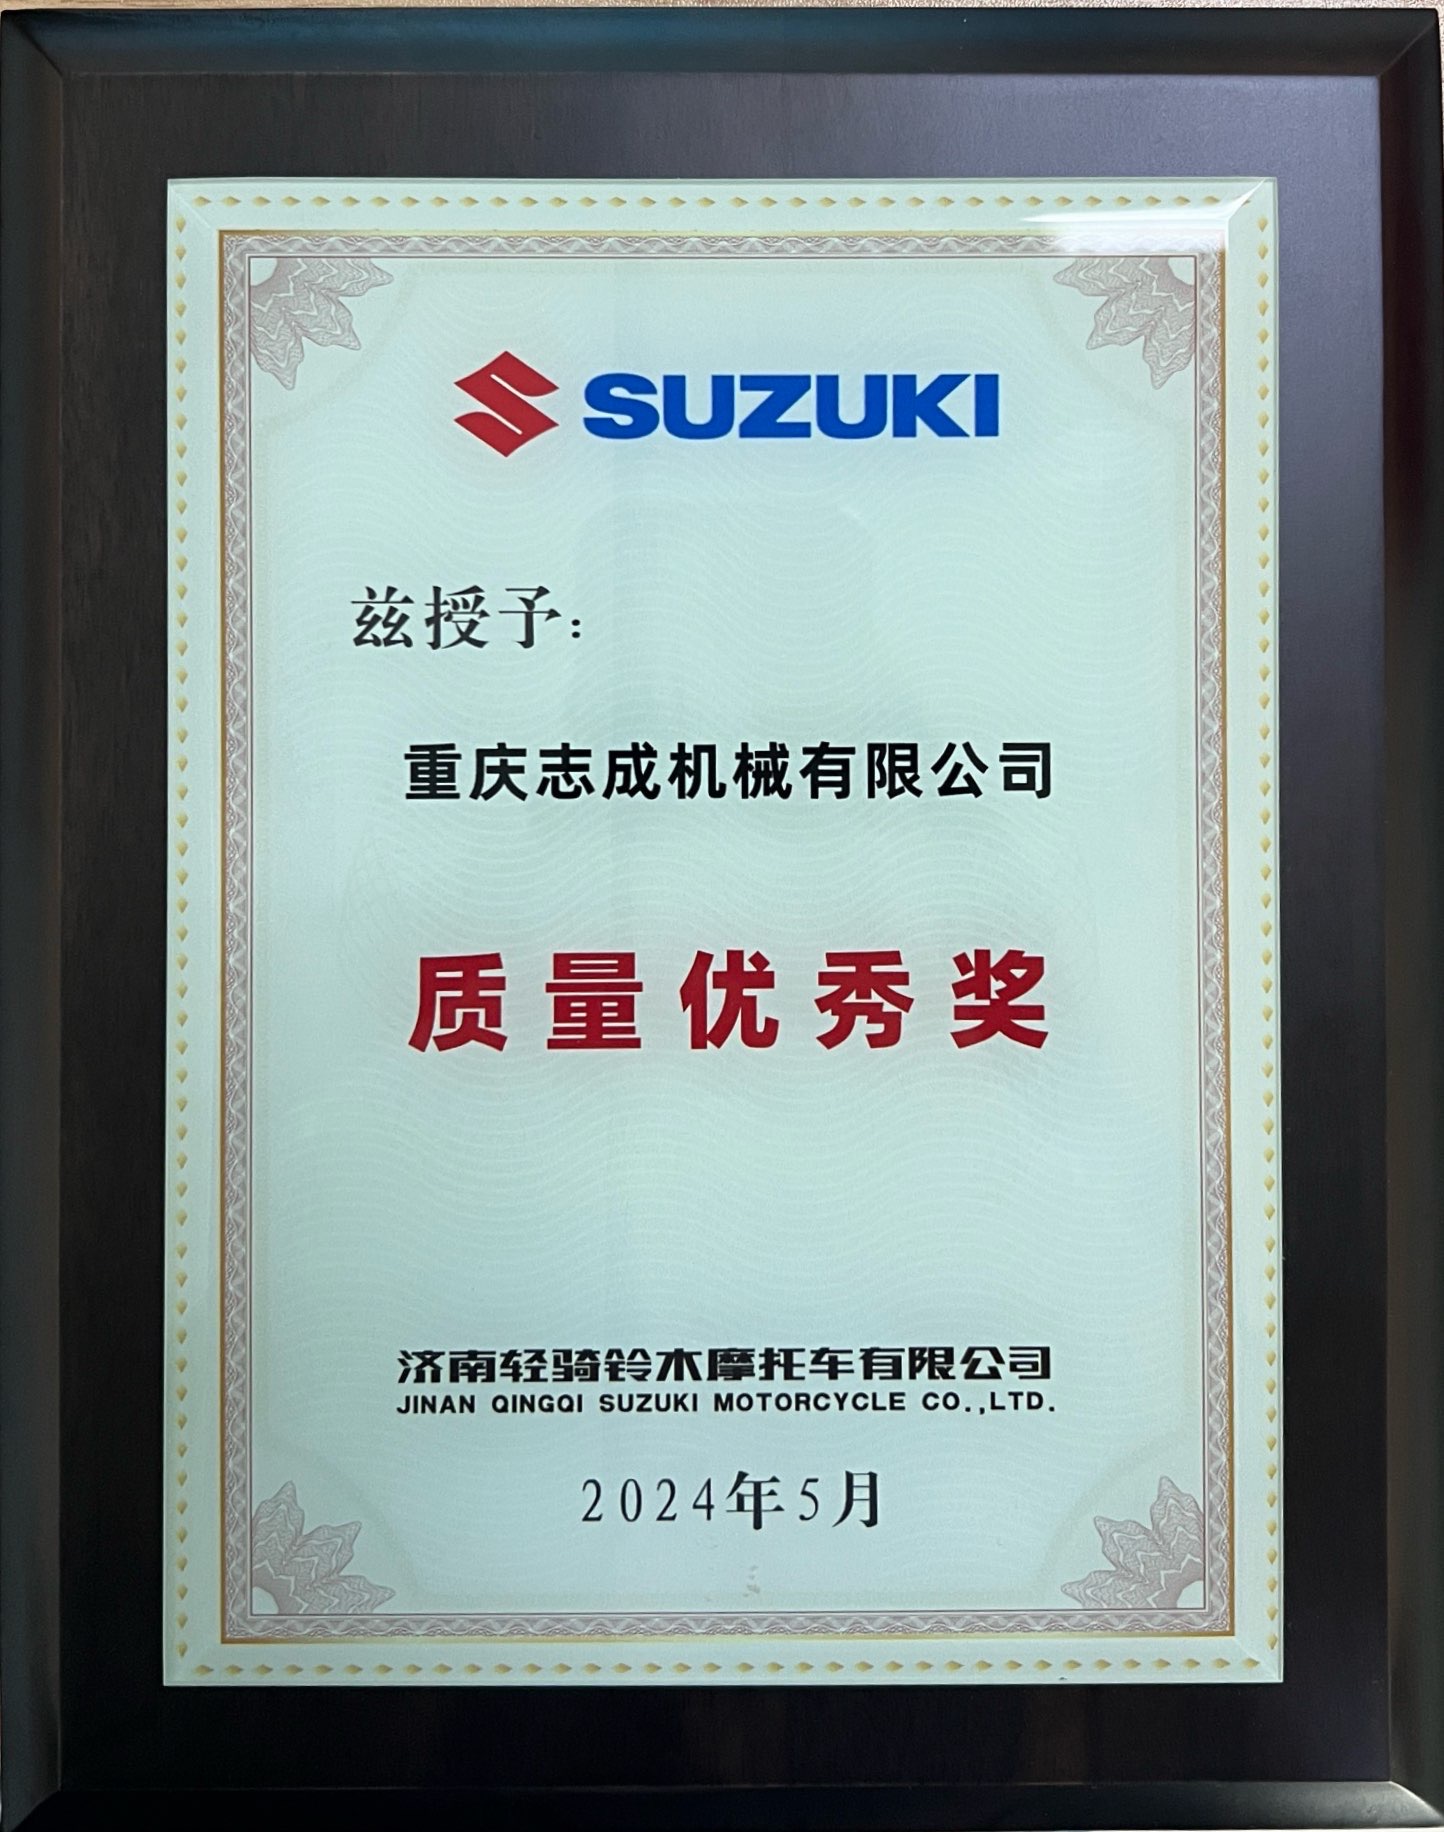 SUZUKI
兹授予：
重庆志成机械有限公司
质量优秀奖
济南轻骑铃木摩托车有限公司
JINAN QINGQI SUZUKI MOTORCYCLE CO.,LTD.
2024年5月